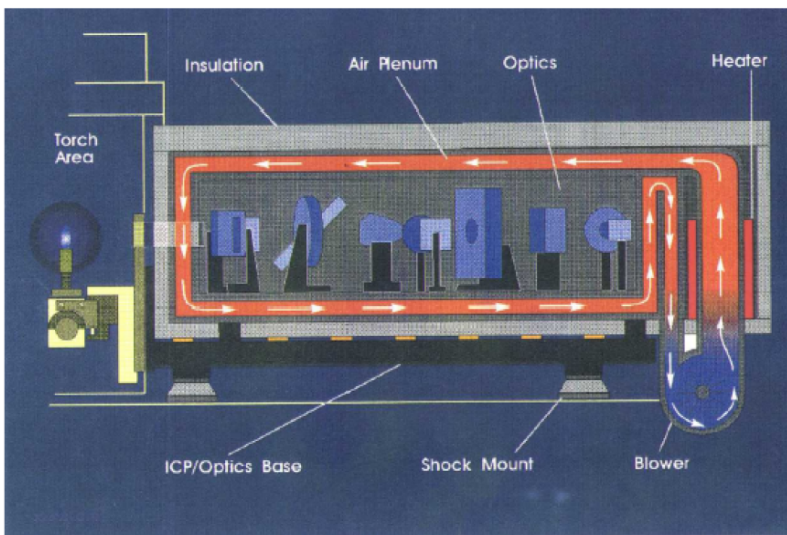 Insulation
Air Plenum
Optics
Heater
Torch
Area
ICP/Optics Base
Shock Mount
Blower